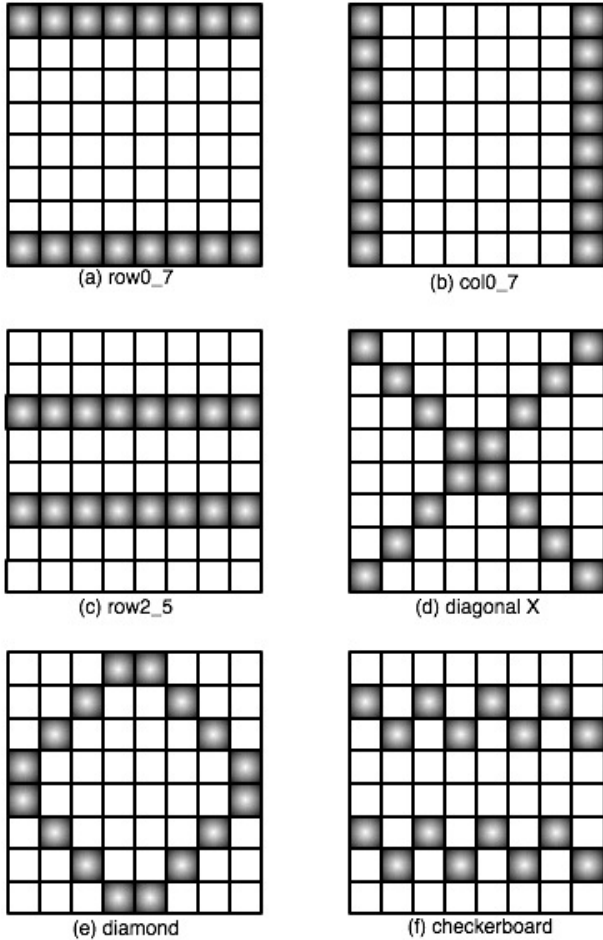 (a) row0_7
(b) col0_7
(c) row2_5
(d) diagonal X
(e) diamond
(f) checkerboard